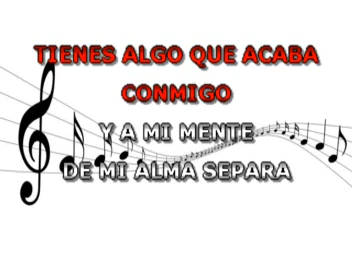 TIENES ALGO QUE ACABA
CONMIGO
Y A MI MENTE
DE MI ALMA SEPARA